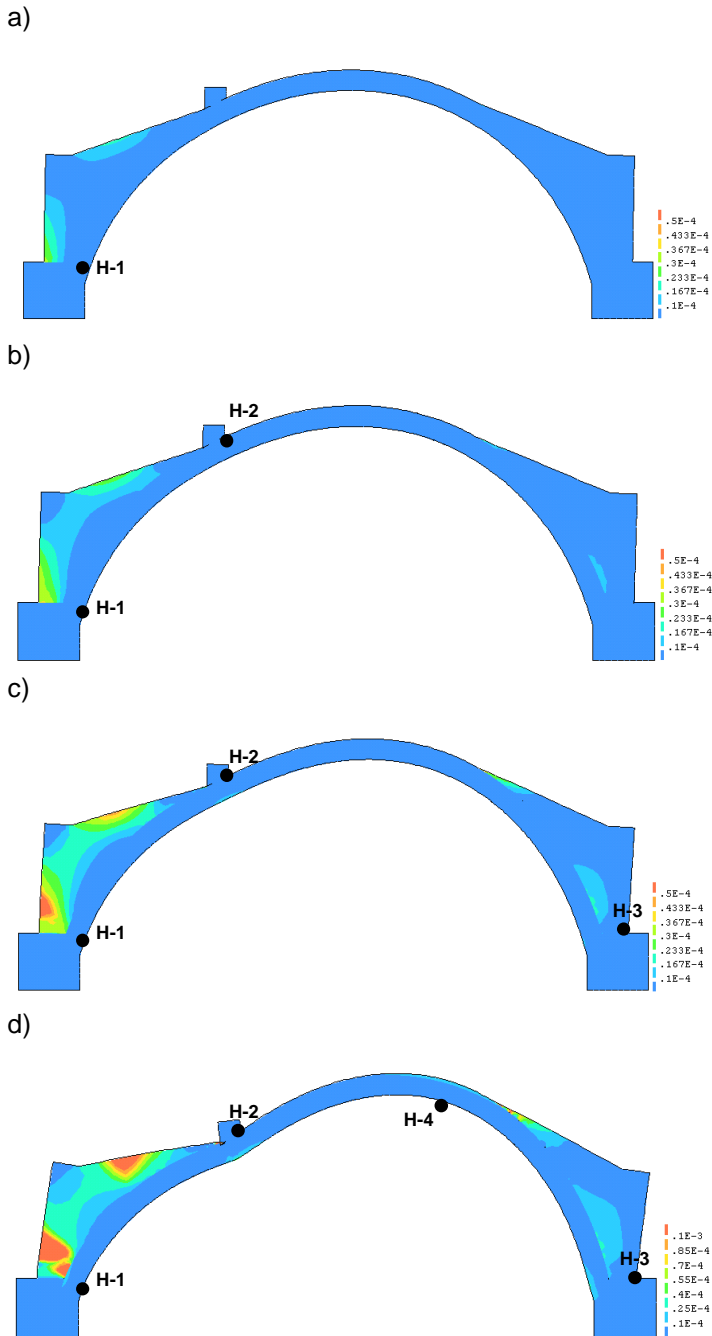 a)
.5E-4
.433E-4
.367E-4
.3E-4
.233E-4
.167E-4
.1E-4
H-1
b)
H-2
.5E-4
.433E-4
.367E-4
.3E-4
.233E-4
.167E-4
.1E-4
H-1
c)
H-2
.5E-4
.433E-4
.367E-4
.3E-4
.233E-4
.167E-4
.1E-4
H-3
H-1
d)
H-2
H-4
.1E-3
.85E-4
.7E-4
.55E-4
.4E-4
.25E-4
.1E-4
H-3
H-1